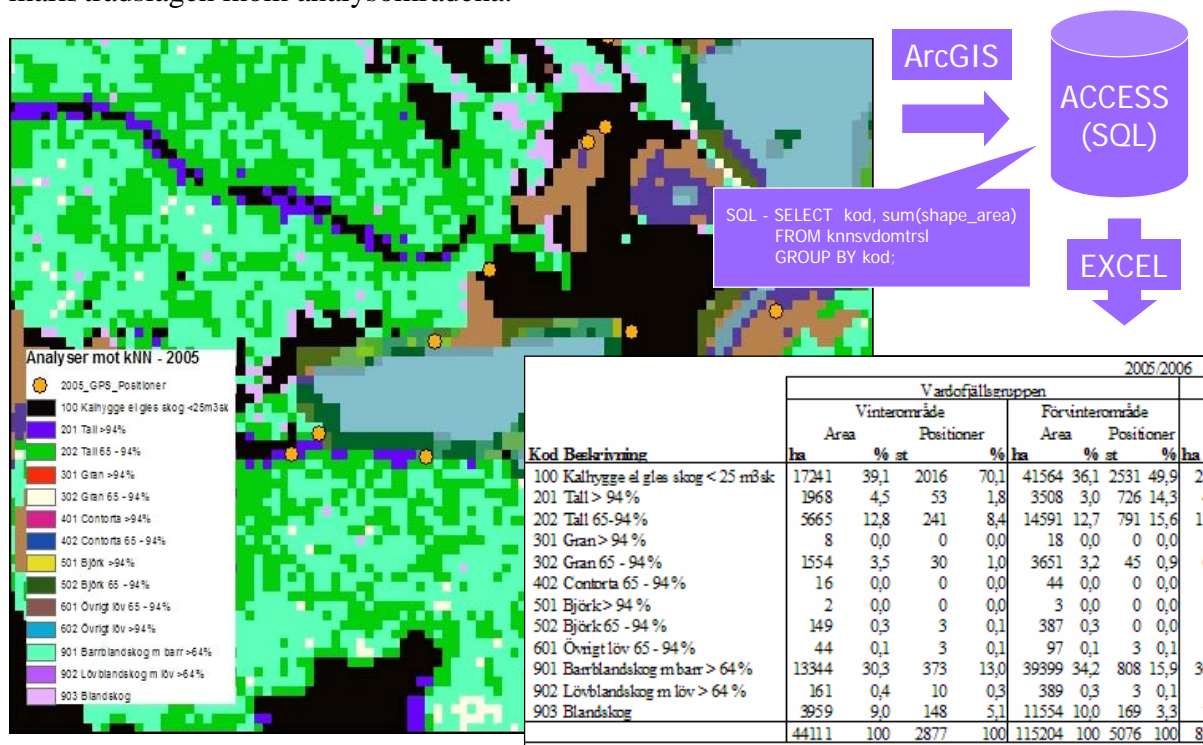 ArcGIS
ACCESS
(SQL)
SQL - SELECT kod, sum(shape_area)
FROM knnsvdomtrsl
GROUP BY kod;
EXCEL
Analyser mot kNN - 2005
2005_GPS_Positioner
100 Kalhygge el gles skog <25m3sk
201 Tall >94%
202 Tall 65 - 94%
301 Gran >94%
302 Gran 65 - 94%
401 Contorta >94%
402 Contorta 65 - 94%
501 Björk >94%
502 Björk 65 - 94%
601 Övrigt löv 65 - 94%
602 Övrigt löv >94%
901 Barrblandskog m barr >64%
902 Lövblandskog m löv >64%
903 Blandskog
2005/2006
Vardofjällsgruppen
Vinterområde Förvinterområde
Area Positioner Area Positioner
Kod Beskrivning ha % st % ha % st % ha
100 Kalhygge el gles skog < 25 m3sk 17241 39,1 2016 70,1 41564 36,1 2531 49,9
201 Tall > 94% 1968 4,5 53 1,8 3508 3,0 726 14,3
202 Tall 65-94% 5665 12,8 241 8,4 14591 12,7 791 15,6
301 Gran > 94% 8 0,0 0 0,0 18 0,0 0 0,0
302 Gran 65 - 94% 1554 3,5 30 1,0 3651 3,2 45 0,9
402 Contorta 65 - 94% 16 0,0 0 0,0 44 0,0 0 0,0
501 Björk > 94 % 2 0,0 0 0,0 3 0,0 0 0,0
502 Björk 65 - 94 % 149 0,3 3 0,1 387 0,3 0 0,0
601 Övrigt löv 65 - 94% 44 0,1 3 0,1 97 0,1 3 0,1
901 Barrblandskog m barr > 64% 13344 30,3 373 13,0 39399 34,2 808 15,9
902 Lövblandskog m löv > 64 % 161 0,4 10 0,3 389 0,3 3 0,1
903 Blandskog 3959 9,0 148 5,1 11554 10,0 169 3,3
44111 100 2877 100 115204 100 5076 100